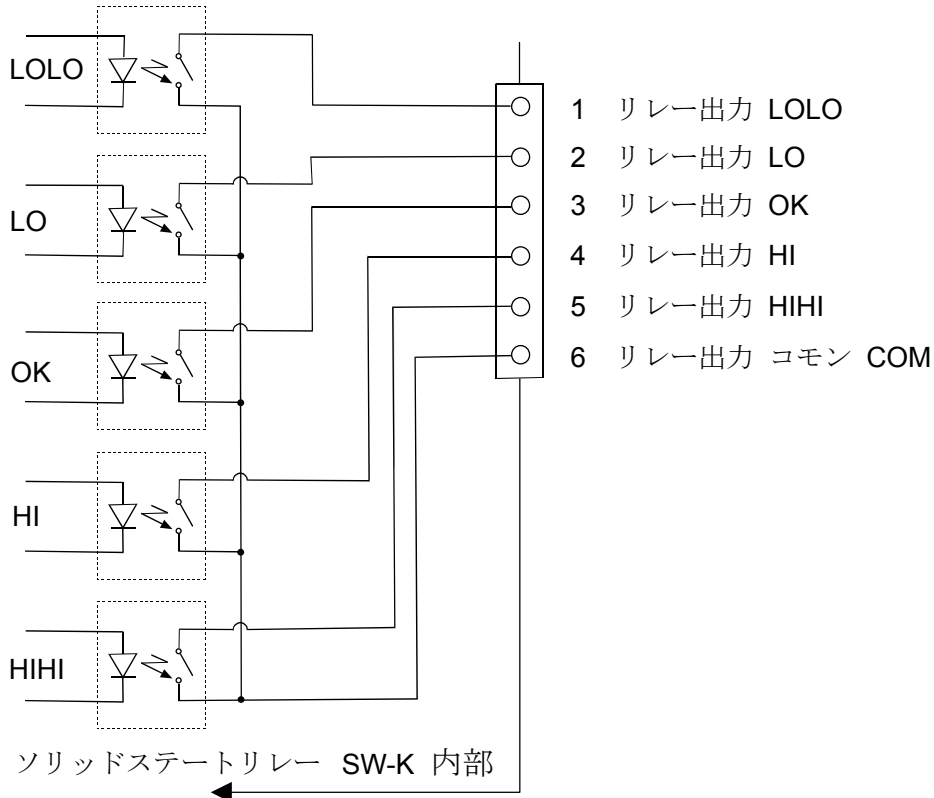 LOLO
LO
OK
HI
HIHI
1 リレー出力 LOLO
2 リレー出力 LO
3 リレー出力 OK
4 リレー出力 HI
5 リレー出力 HIHI
6 リレー出力 コモン COM
ソリッドステートリレー SW-K 内部